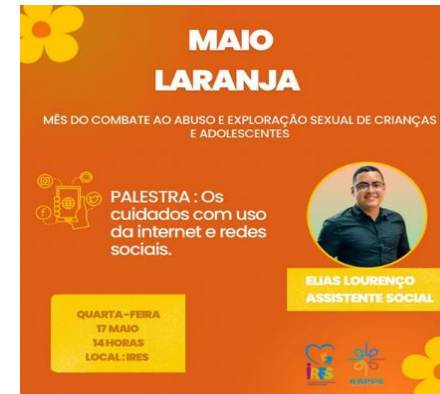 MAIO
LARANJA
MÊS DO COMBATE AO ABUSO E EXPLORAÇÃO SEXUAL DE CRIANÇAS
E ADOLESCENTES
PALESTRA : Os
cuidados com uso
da internet e redes
sociais.
ELIAS LOURENÇO
ASSISTENTE SOCIAL
QUARTA-FEIRA
17 MAIO
14 HORAS
LOCAL : IRES
IRES
AAPPE